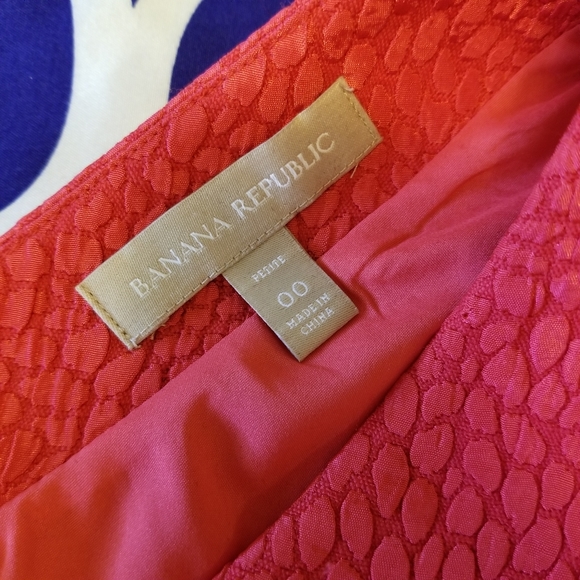 BANANA REPUBLIC
PETITE
00
MADE IN
CHINA